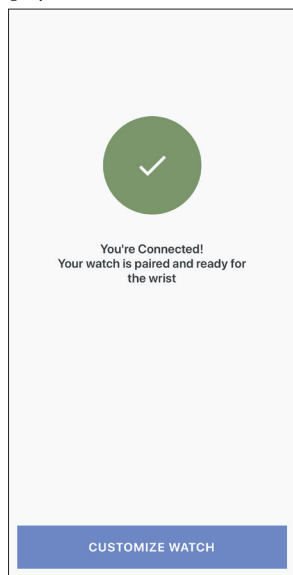 You're Connected!
Your watch is paired and ready for
the wrist
CUSTOMIZE WATCH